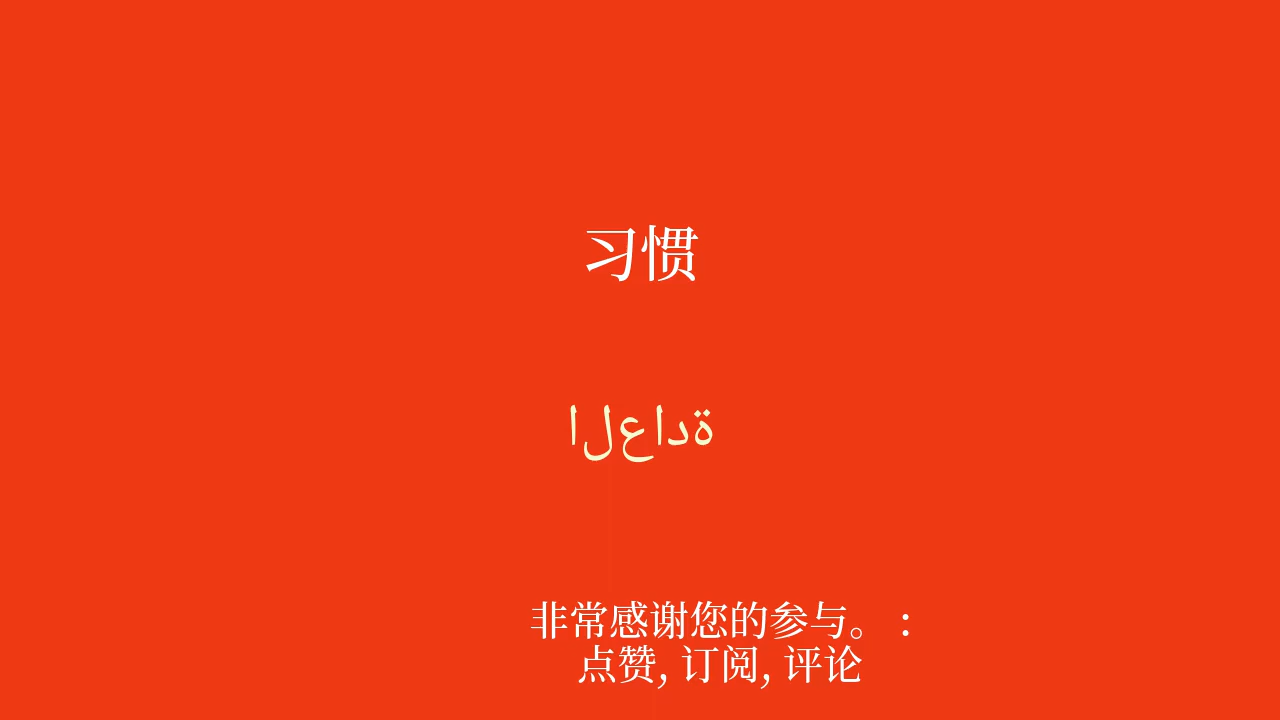 习惯
العادة
非常感谢您的参与。 :
点赞, 订阅, 评论